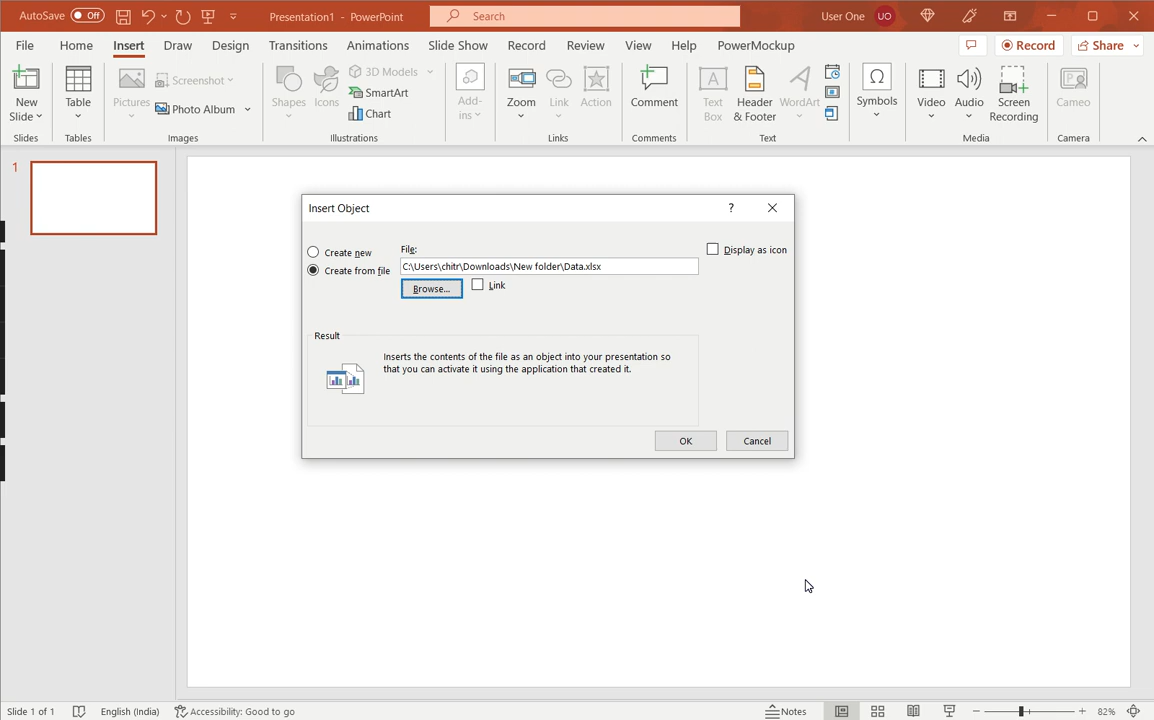 AutoSave Off Presentation1 - PowerPoint Search User One UO
File Home Insert Draw Design Transitions Animations Slide Show Record Review View Help PowerMockup Record Share
New Slide
Slides
Table
Tables
Pictures
Screenshot
Photo Album
Images
Shapes
Icons
3D Models
SmartArt
Chart
Illustrations
Add-ins
Zoom
Link
Action
Links
Comment
Comments
Text Box
Header & Footer
WordArt
Text
Symbols
Video
Audio
Screen Recording
Media
Cameo
Camera
1
Insert Object ?
Create new
Create from file
File:
C:\Users\chitr\Downloads\New folder\Data.xlsx
Browse...
Link
Display as icon
Result
Inserts the contents of the file as an object into your presentation so
that you can activate it using the application that created it.
OK Cancel
Slide 1 of 1 English (India) Accessibility: Good to go Notes 82%